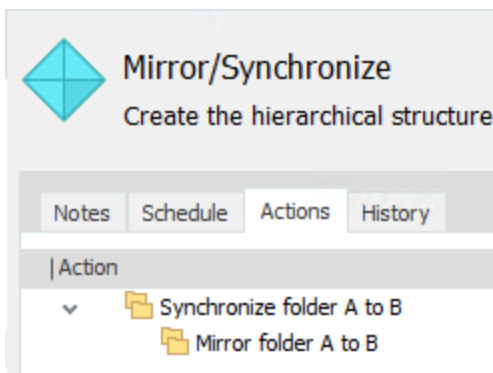 Mirror/Synchronize
Create the hierarchical structure
Notes Schedule Actions History
|Action
Synchronize folder A to B
Mirror folder A to B